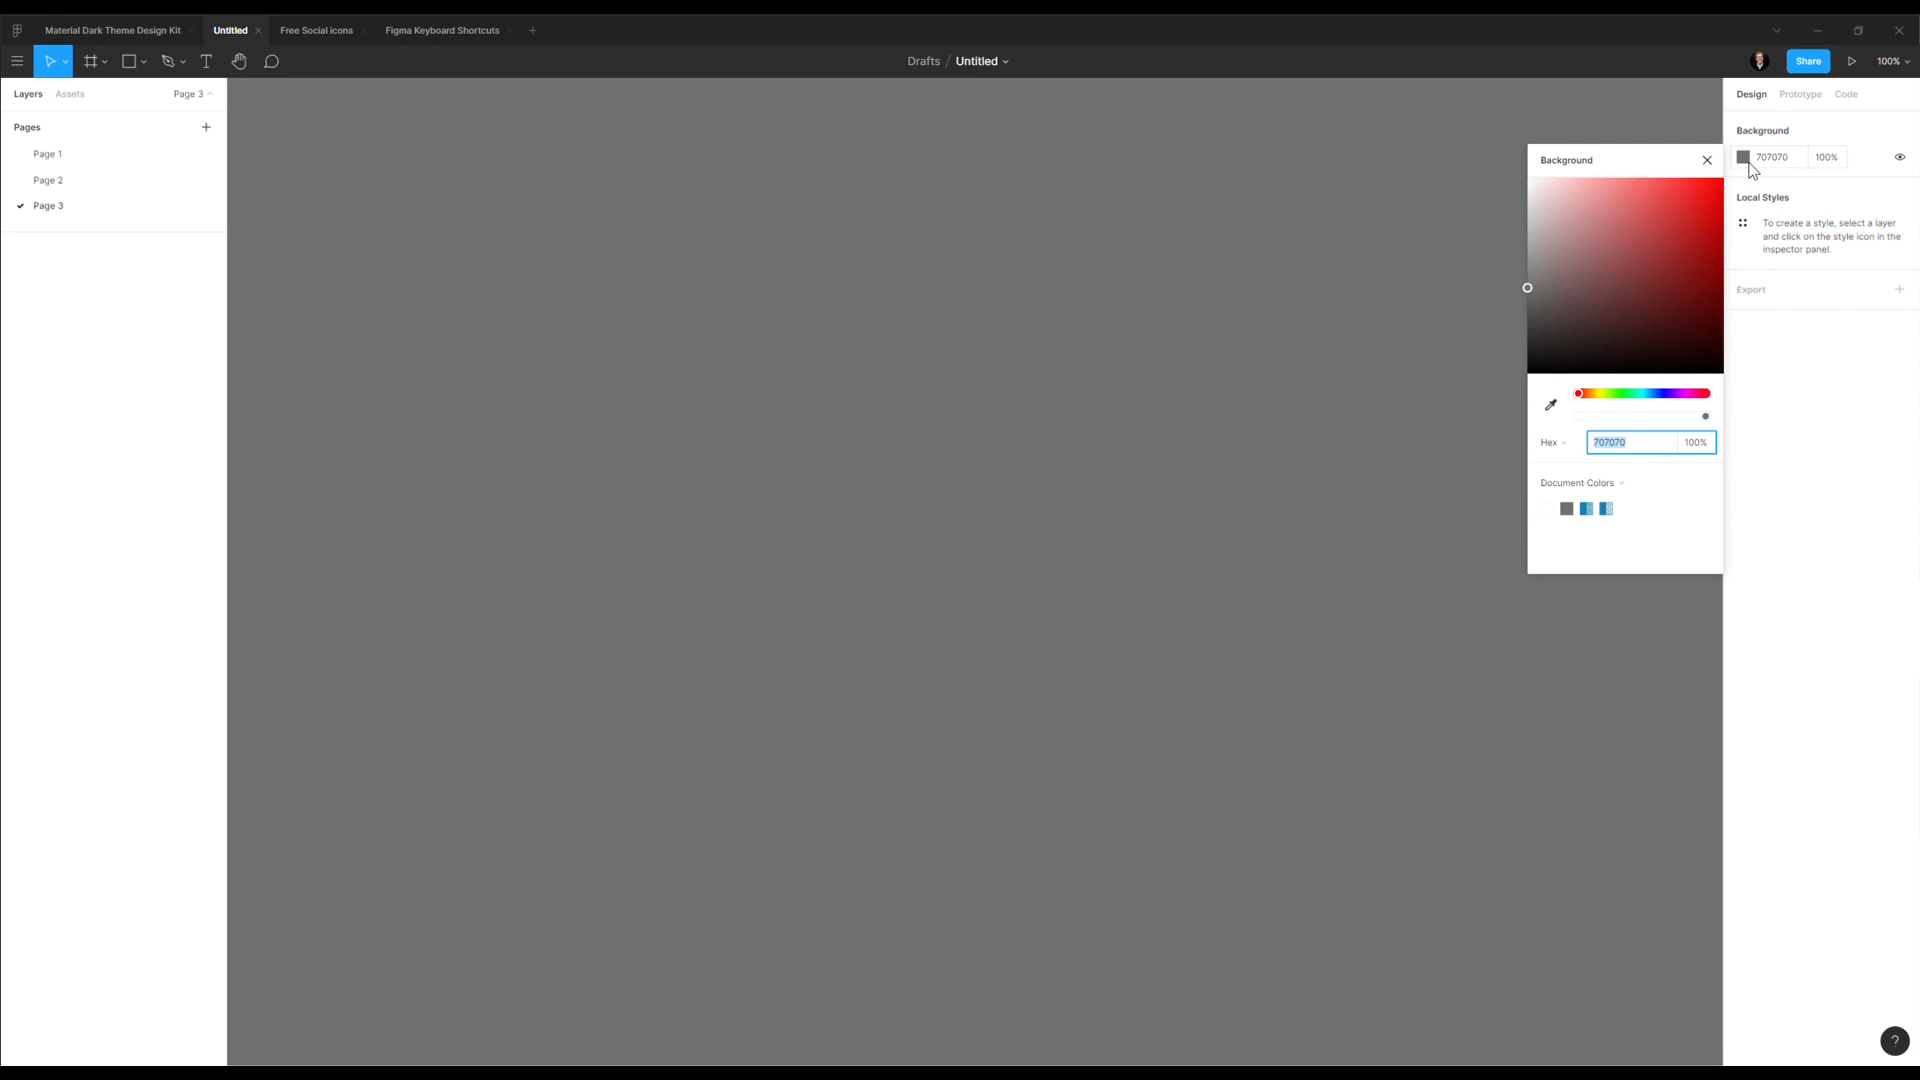 Material Dark Theme Design Kit
Untitled
Free Social icons
Figma Keyboard Shortcuts
Drafts / Untitled
Share
100%
Layers
Assets
Page 3
Pages
Page 1
Page 2
Page 3
Design
Prototype
Code
Background
707070
100%
Local Styles
To create a style, select a layer
and click on the style icon in the
inspector panel.
Export
Background
Hex
707070
100%
Document Colors
?